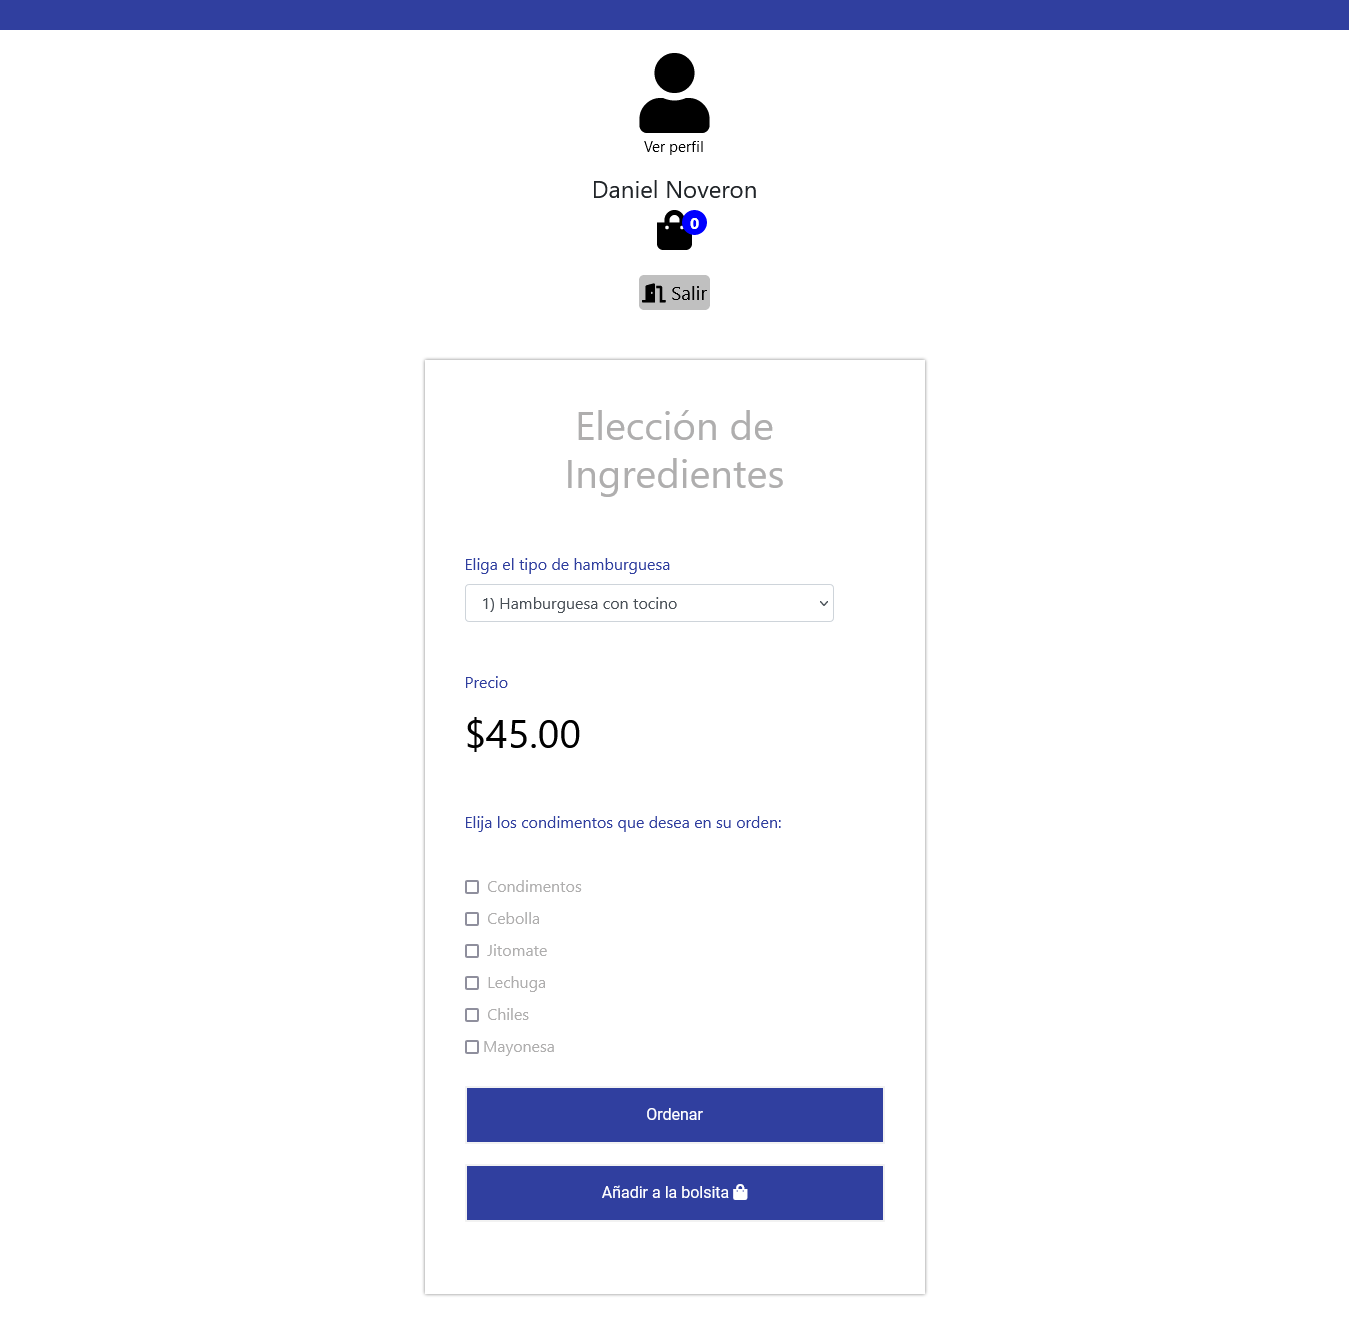 Ver perfil
Daniel Noveron
0
Salir
Elección de
Ingredientes
Eliga el tipo de hamburguesa
1) Hamburguesa con tocino
Precio
$45.00
Elija los condimentos que desea en su orden:
Condimentos
Cebolla
Jitomate
Lechuga
Chiles
Mayonesa
Ordenar
Añadir a la bolsita